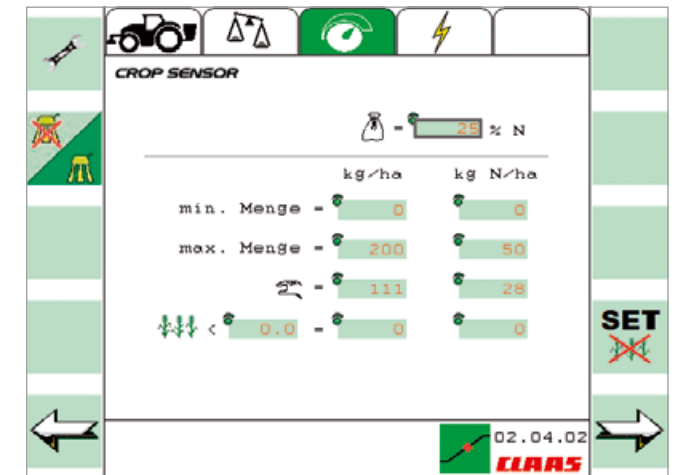 CROP SENSOR
= 25 % N
kg/ha kg N/ha
min. Menge = 0 0
max. Menge = 200 50
= 111 28
< 0.0 = 0 0
SET
02.04.02
CLAAS